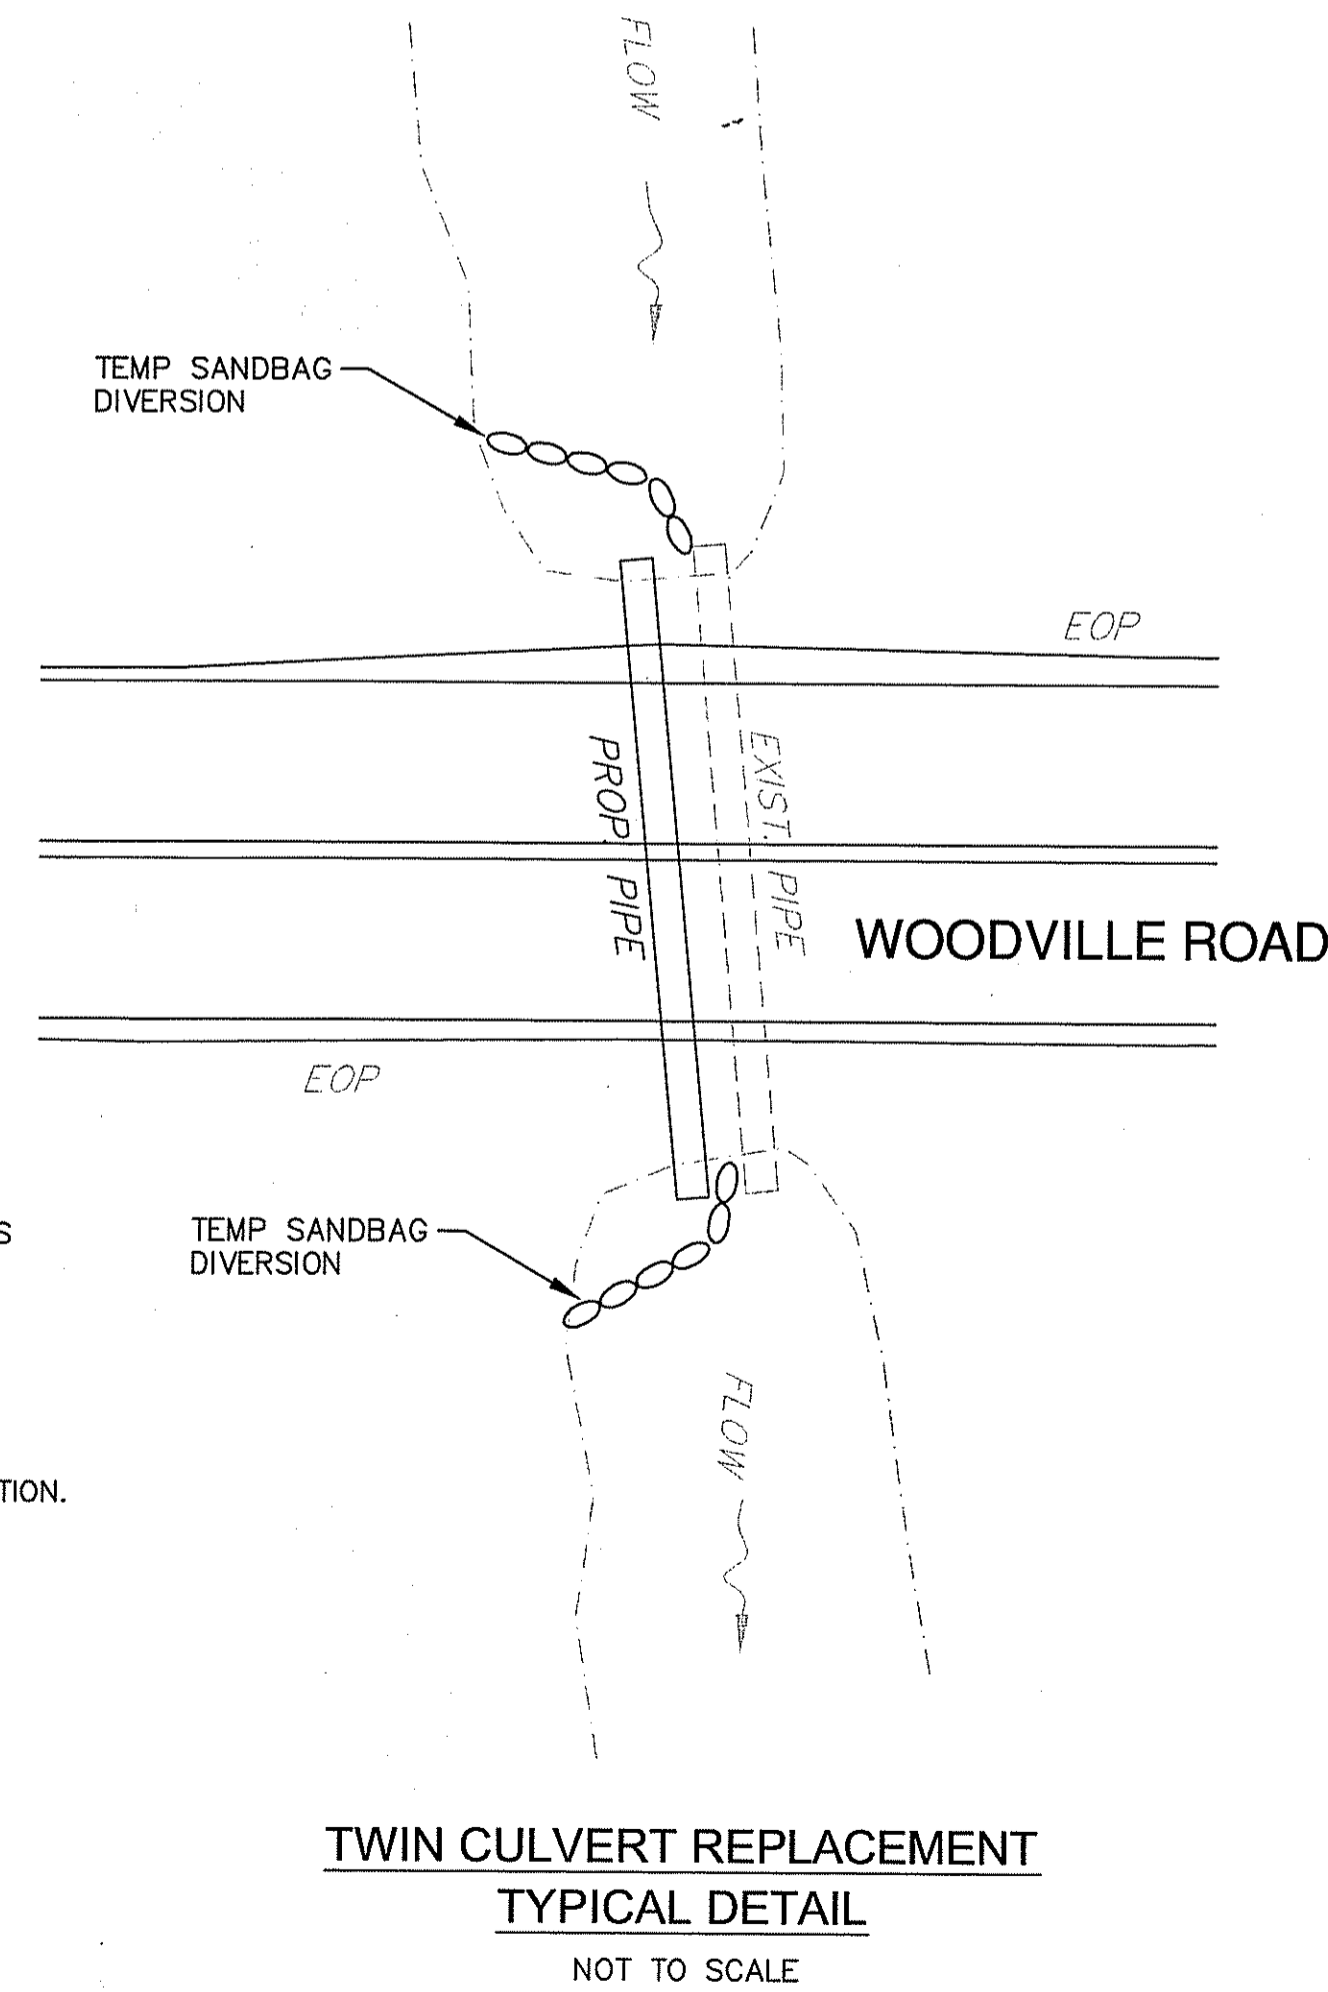 FLOW
TEMP SANDBAG
DIVERSION
EOP
PROP. PIPE
EXIST. PIPE
WOODVILLE ROAD
EOP
S
TEMP SANDBAG
DIVERSION
FLOW
TION.
TWIN CULVERT REPLACEMENT
TYPICAL DETAIL
NOT TO SCALE